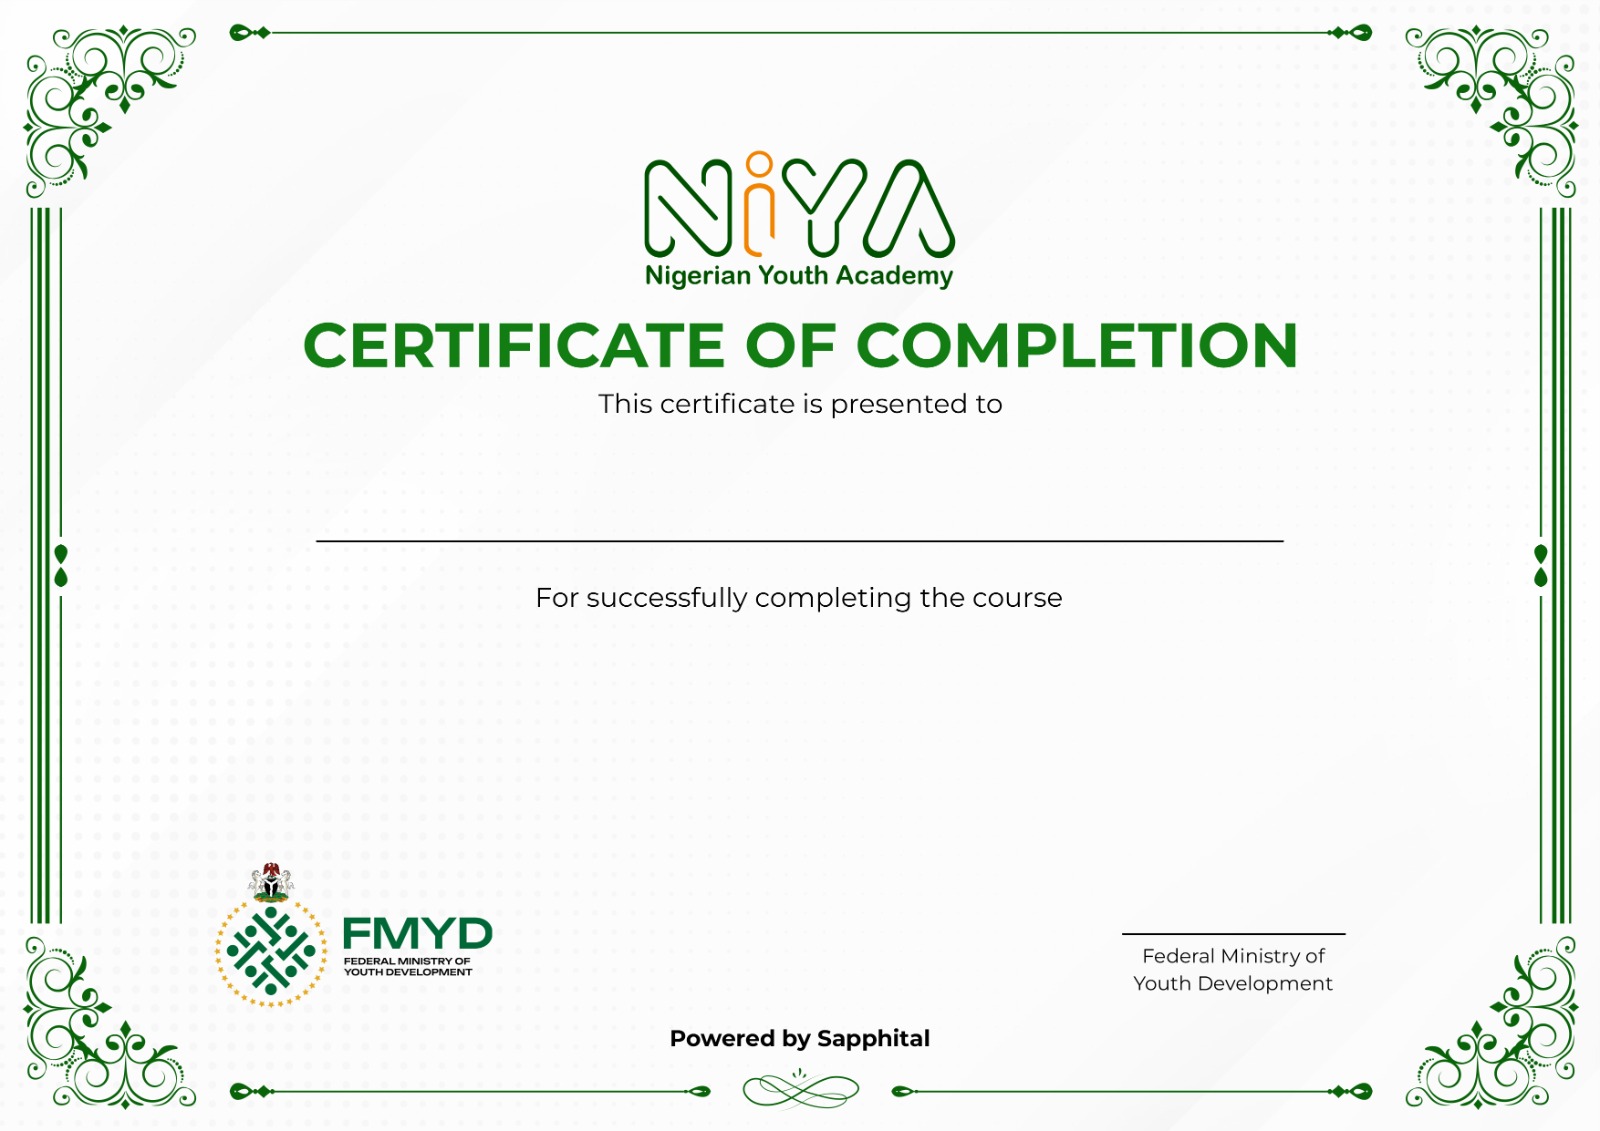 NiYA
Nigerian Youth Academy
CERTIFICATE OF COMPLETION
This certificate is presented to
For successfully completing the course
FMYD
FEDERAL MINISTRY OF
YOUTH DEVELOPMENT
Federal Ministry of
Youth Development
Powered by Sapphital